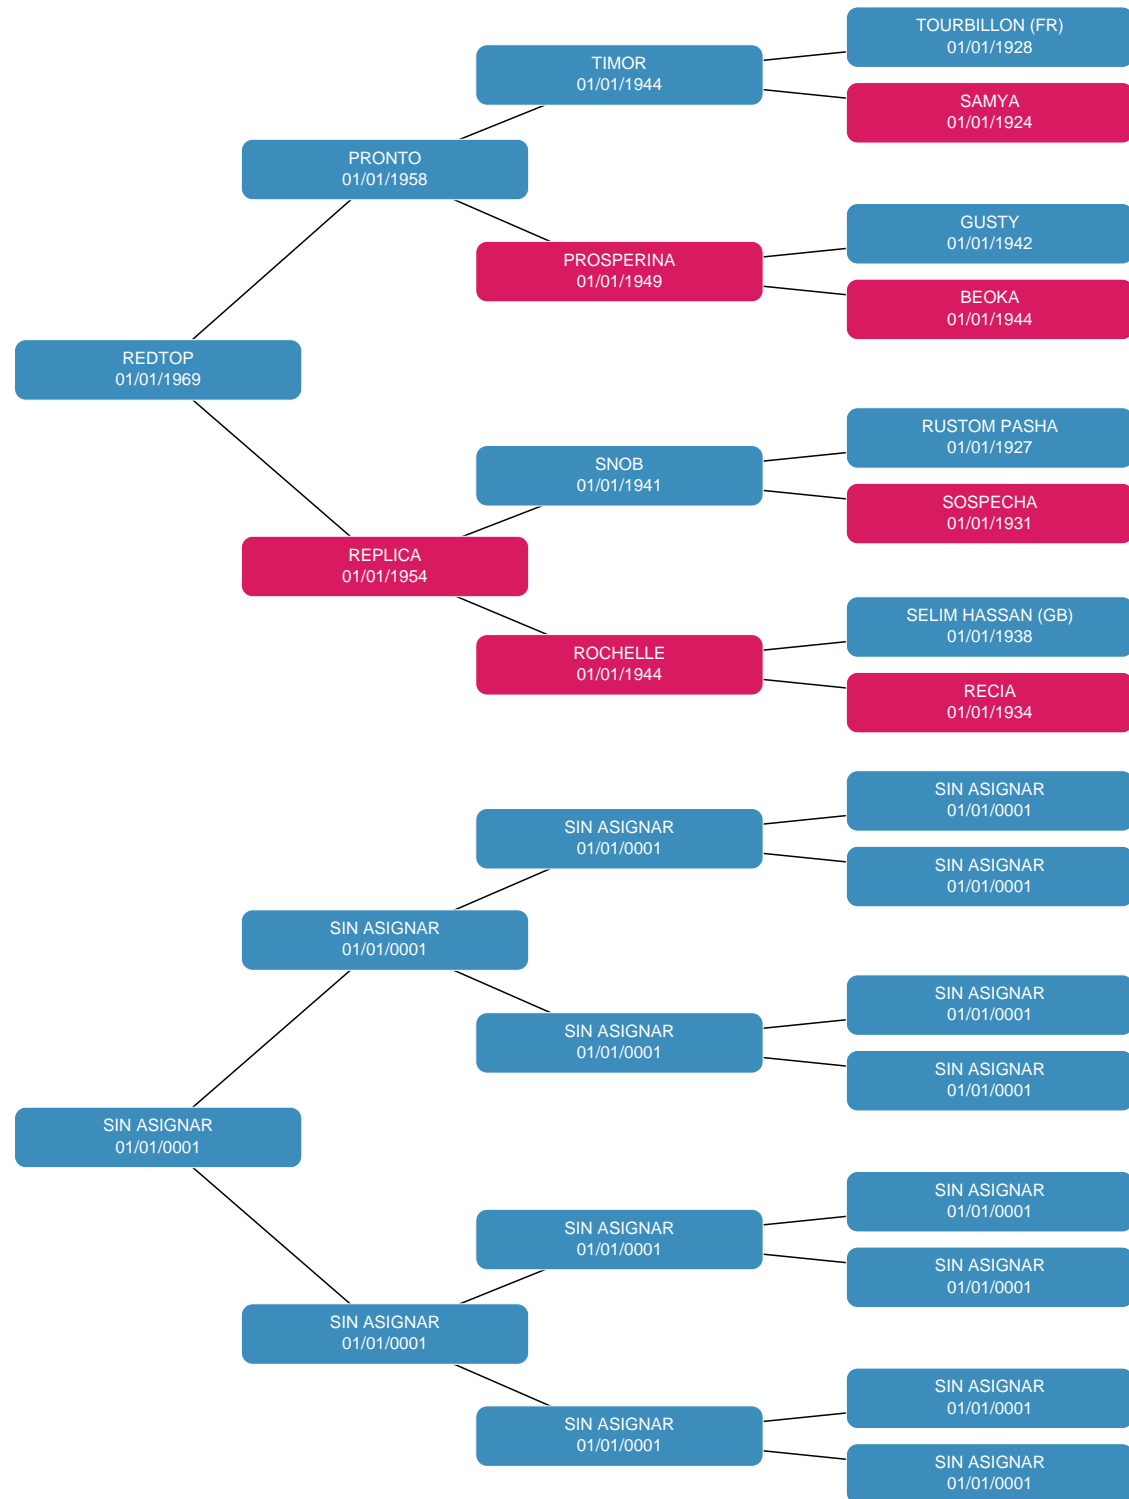 TOURBILLON (FR)
01/01/1928
TIMOR
01/01/1944
SAMYA
01/01/1924
PRONTO
01/01/1958
GUSTY
01/01/1942
PROSPERINA
01/01/1949
BEOKA
01/01/1944
REDTOP
01/01/1969
RUSTOM PASHA
01/01/1927
SNOB
01/01/1941
SOSPECHA
01/01/1931
REPLICA
01/01/1954
SELIM HASSAN (GB)
01/01/1938
ROCHELLE
01/01/1944
RECIA
01/01/1934
SIN ASIGNAR
01/01/0001
SIN ASIGNAR
01/01/0001
SIN ASIGNAR
01/01/0001
SIN ASIGNAR
01/01/0001
SIN ASIGNAR
01/01/0001
SIN ASIGNAR
01/01/0001
SIN ASIGNAR
01/01/0001
SIN ASIGNAR
01/01/0001
SIN ASIGNAR
01/01/0001
SIN ASIGNAR
01/01/0001
SIN ASIGNAR
01/01/0001
SIN ASIGNAR
01/01/0001
SIN ASIGNAR
01/01/0001
SIN ASIGNAR
01/01/0001
SIN ASIGNAR
01/01/0001